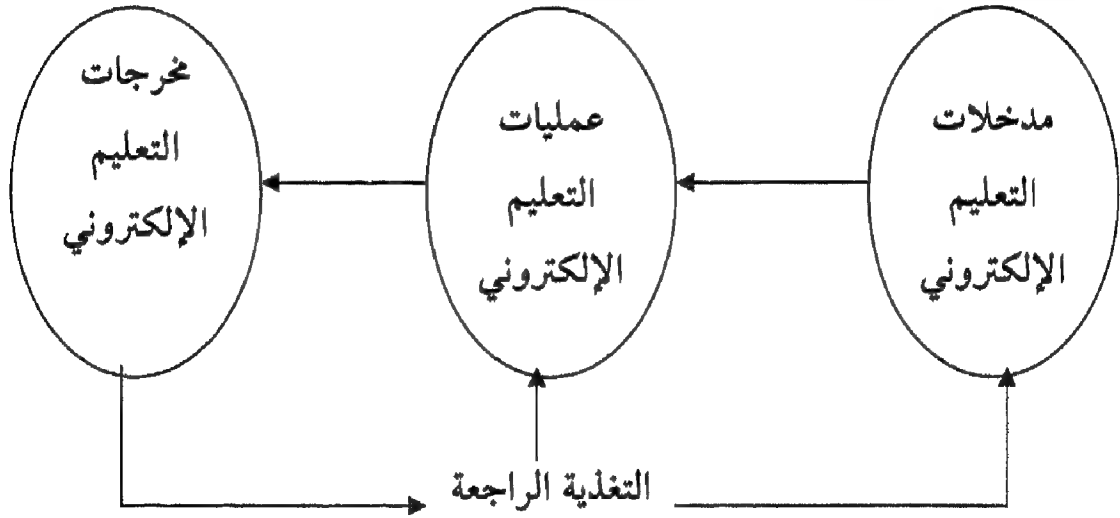 مدخلات
التعليم
الإلكتروني
عمليات
التعليم
الإلكتروني
مخرجات
التعليم
الإلكتروني
التغذية الراجعة